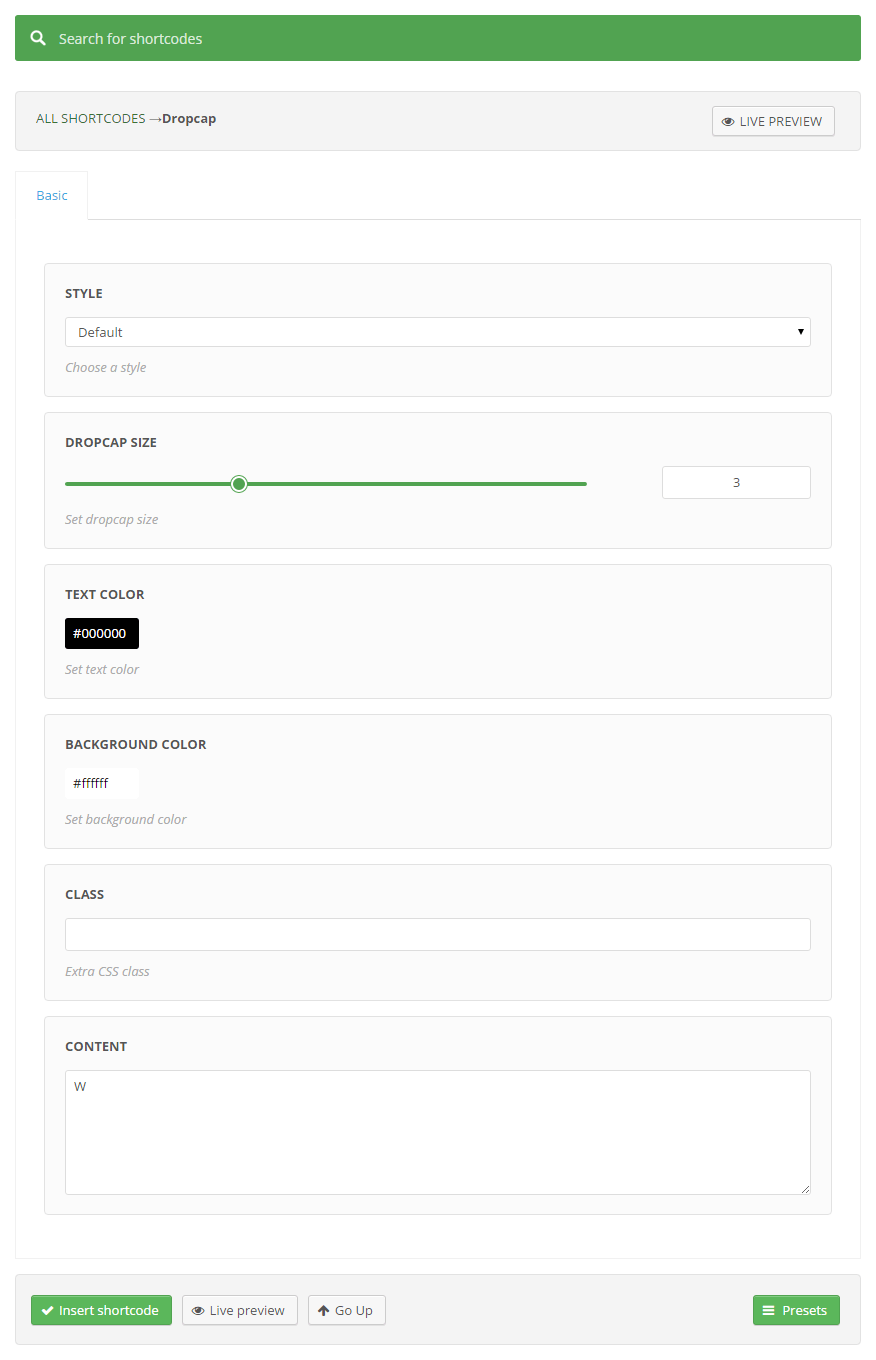 Search for shortcodes
ALL SHORTCODES →Dropcap
LIVE PREVIEW
Basic
STYLE
Default
Choose a style
DROPCAP SIZE
3
Set dropcap size
TEXT COLOR
#000000
Set text color
BACKGROUND COLOR
#ffffff
Set background color
CLASS
Extra CSS class
CONTENT
W
Insert shortcode Live preview Go Up Presets